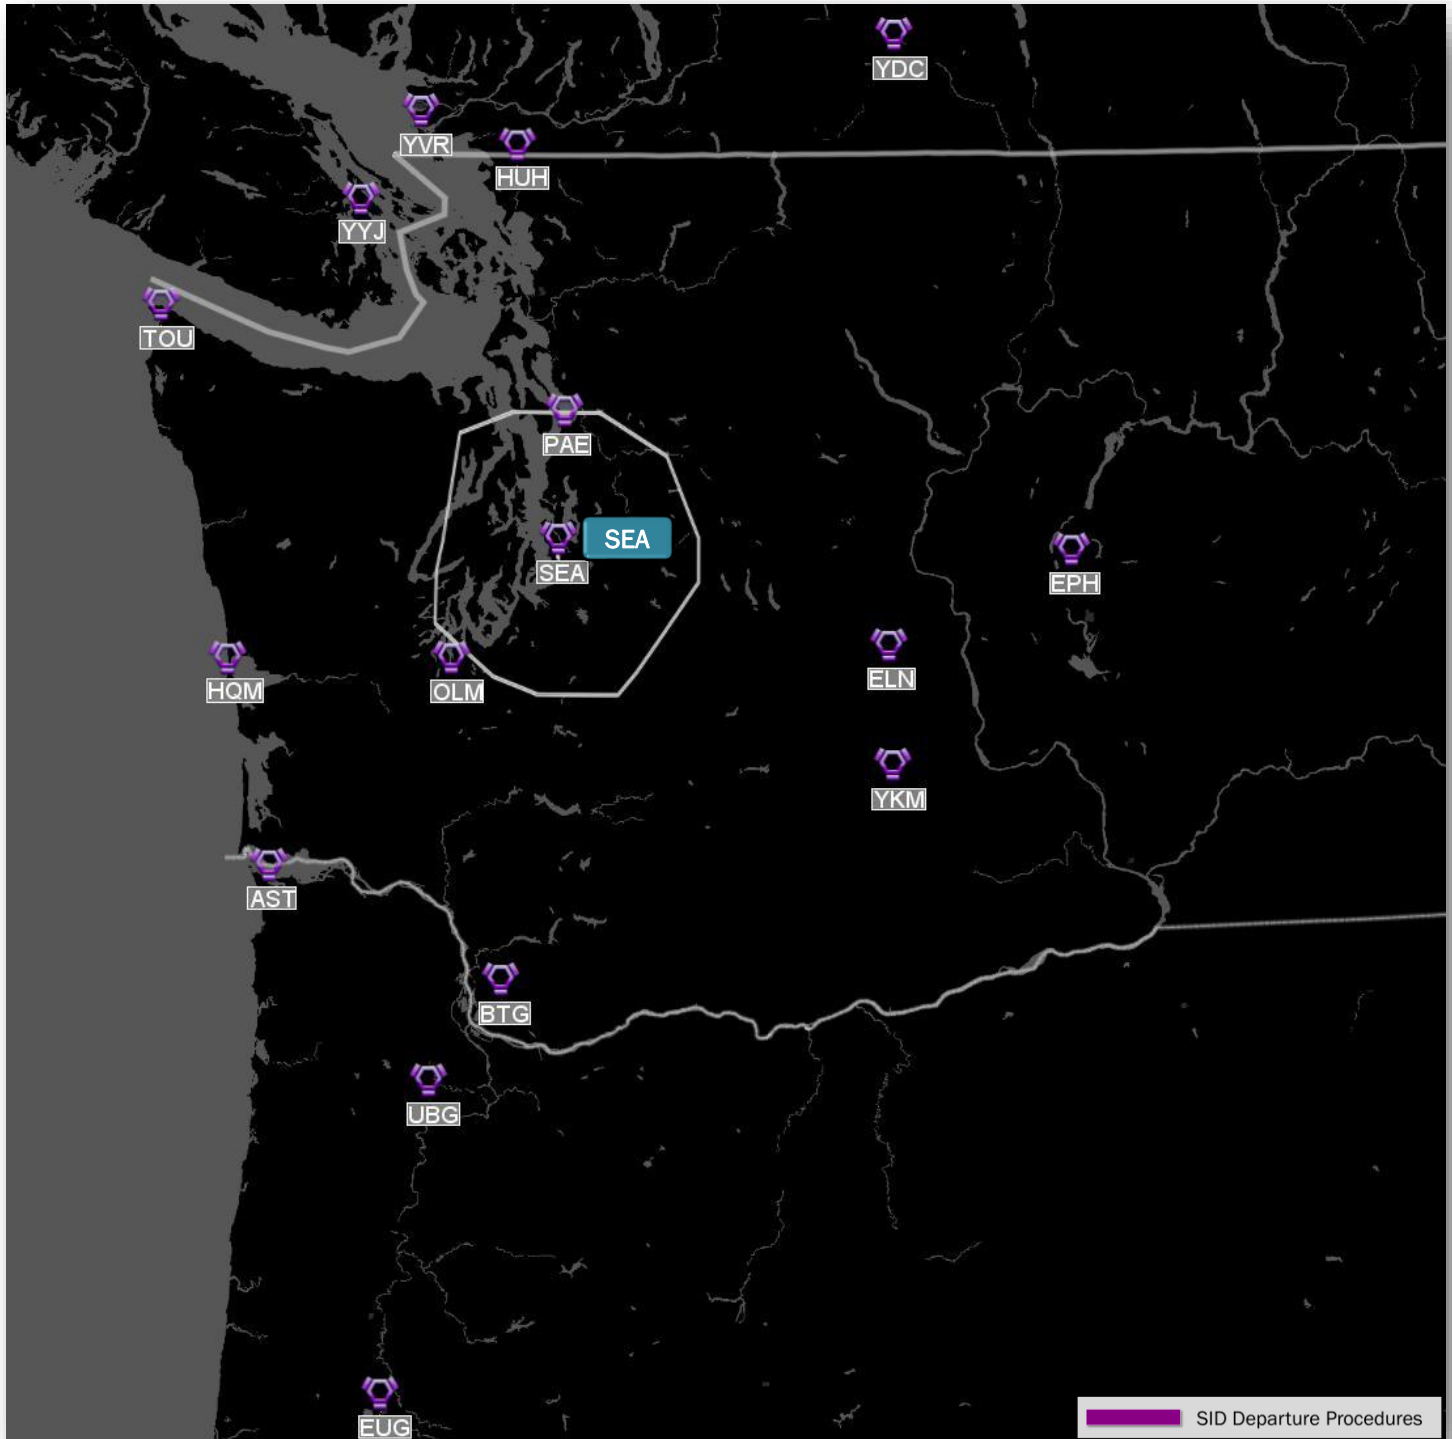 YDC
YVR
HUH
YYJ
TOU
PAE
SEA
SEA
EPH
ELN
HQM
OLM
YKM
AST
BTG
UBG
EUG
SID Departure Procedures